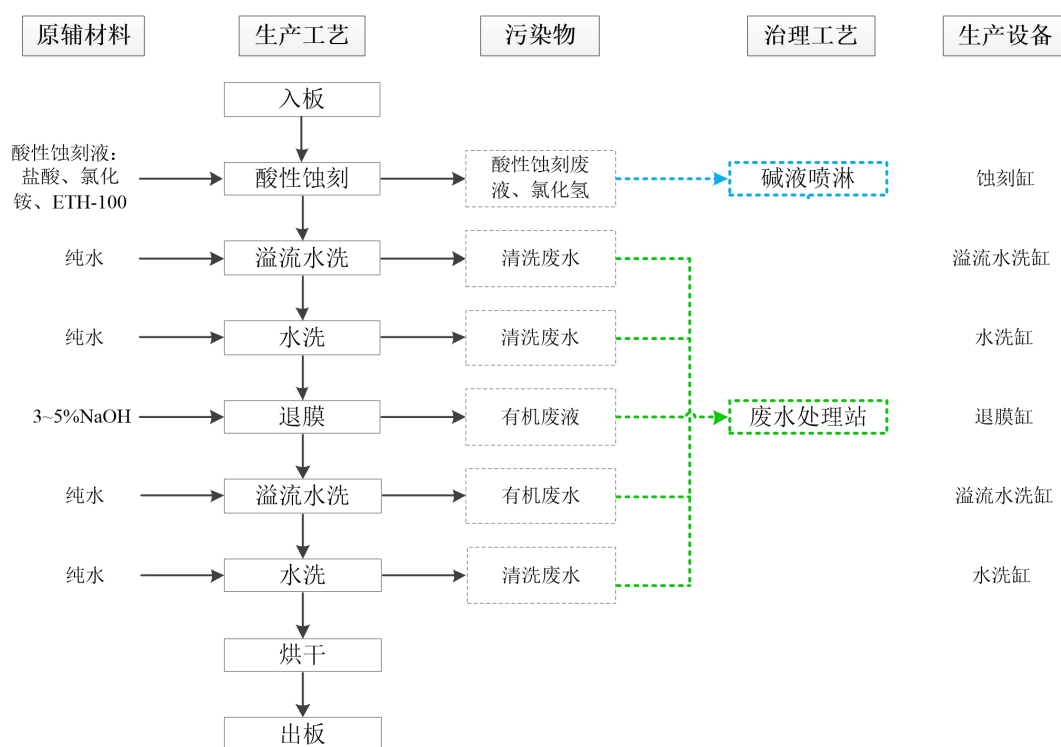 原辅材料
生产工艺
污染物
治理工艺
生产设备
入板
酸性蚀刻液：
盐酸、氯化
铵、ETH-100
酸性蚀刻
酸性蚀刻废
液、氯化氢
碱液喷淋
蚀刻缸
纯水
溢流水洗
清洗废水
溢流水洗缸
纯水
水洗
清洗废水
水洗缸
3~5%NaOH
退膜
有机废液
废水处理站
退膜缸
纯水
溢流水洗
有机废水
溢流水洗缸
纯水
水洗
清洗废水
水洗缸
烘干
出板